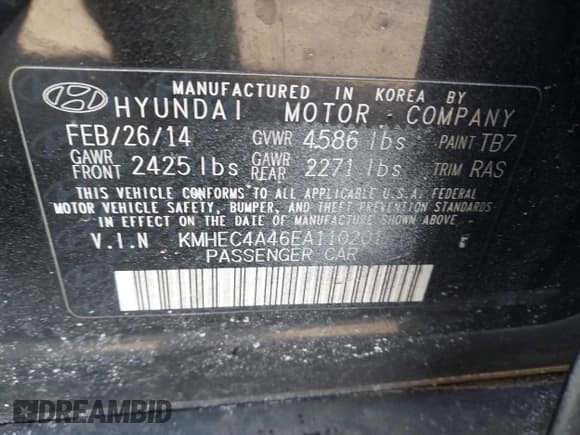 MANUFACTURED IN KOREA BY
HYUNDAI MOTOR COMPANY
FEB/26/14 GVWR 4586 lbs PAINT TB7
GAWR FRONT 2425 lbs GAWR REAR 2271 lbs TRIM RAS
THIS VEHICLE CONFORMS TO ALL APPLICABLE U.S.A. FEDERAL
MOTOR VEHICLE SAFETY, BUMPER, AND THEFT PREVENTION STANDARDS
IN EFFECT ON THE DATE OF MANUFACTURE SHOWN ABOVE.
V.I.N
PASSENGER CAR
DREAMBID